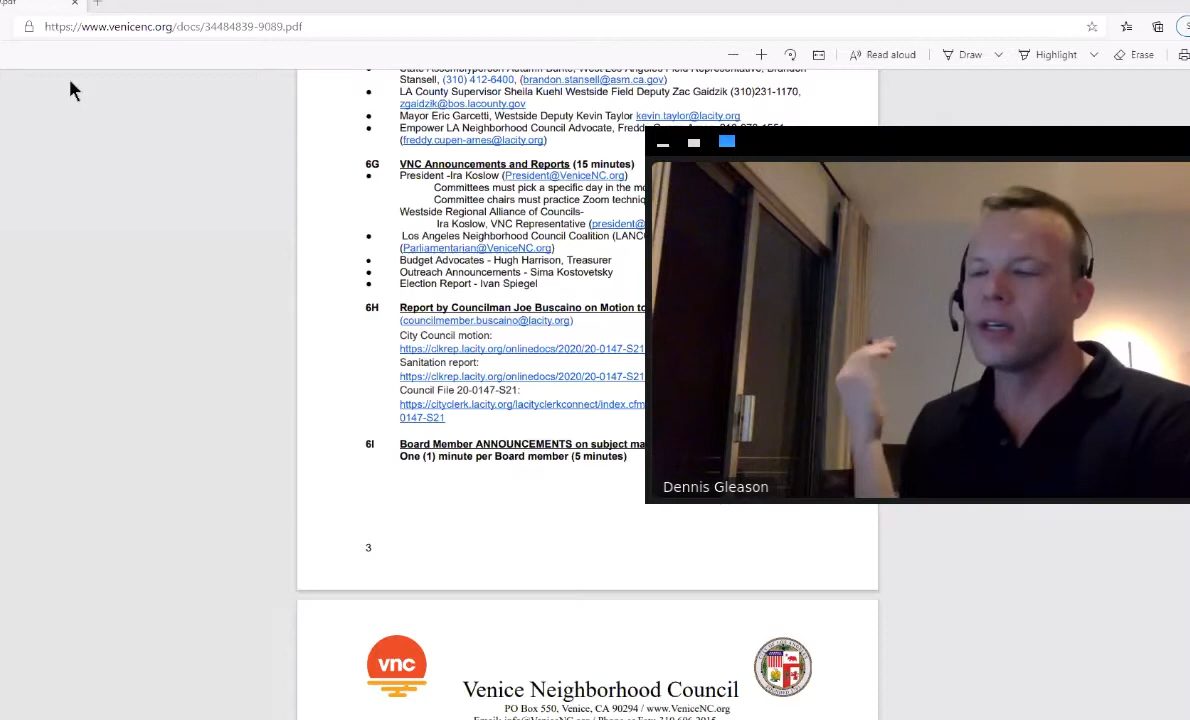 .pdf
https://www.venicenc.org/docs/34484839-9089.pdf
Read aloud
Draw
Highlight
Erase
Stansell, (310) 412-6400, (brandon.stansell@asm.ca.gov)
LA County Supervisor Sheila Kuehl Westside Field Deputy Zac Gaidzik (310)231-1170,
zgaidzik@bos.lacounty.gov
Mayor Eric Garcetti, Westside Deputy Kevin Taylor kevin.taylor@lacity.org
Empower LA Neighborhood Council Advocate,
(freddy.cupen-ames@lacity.org)
6G VNC Announcements and Reports (15 minutes)
President -Ira Koslow (President@VeniceNC.org)
Committees must pick a specific day in the mo
Committee chairs must practice Zoom techniq
Westside Regional Alliance of Councils-
Ira Koslow, VNC Representative (president@
Los Angeles Neighborhood Council Coalition (LANCC
(Parliamentarian@VeniceNC.org)
Budget Advocates - Hugh Harrison, Treasurer
Outreach Announcements - Sima Kostovetsky
Election Report - Ivan Spiegel
6H Report by Councilman Joe Buscaino on Motion to
(councilmember.buscaino@lacity.org)
City Council motion:
https://clkrep.lacity.org/onlinedocs/2020/20-0147-S21
Sanitation report:
https://clkrep.lacity.org/onlinedocs/2020/20-0147-S21
Council File 20-0147-S21:
https://cityclerk.lacity.org/lacityclerkconnect/index.cfm
0147-S21
6I Board Member ANNOUNCEMENTS on subject ma
One (1) minute per Board member (5 minutes)
Dennis Gleason
3
vnc
Venice Neighborhood Council
PO Box 550, Venice, CA 90294 / www.VeniceNC.org